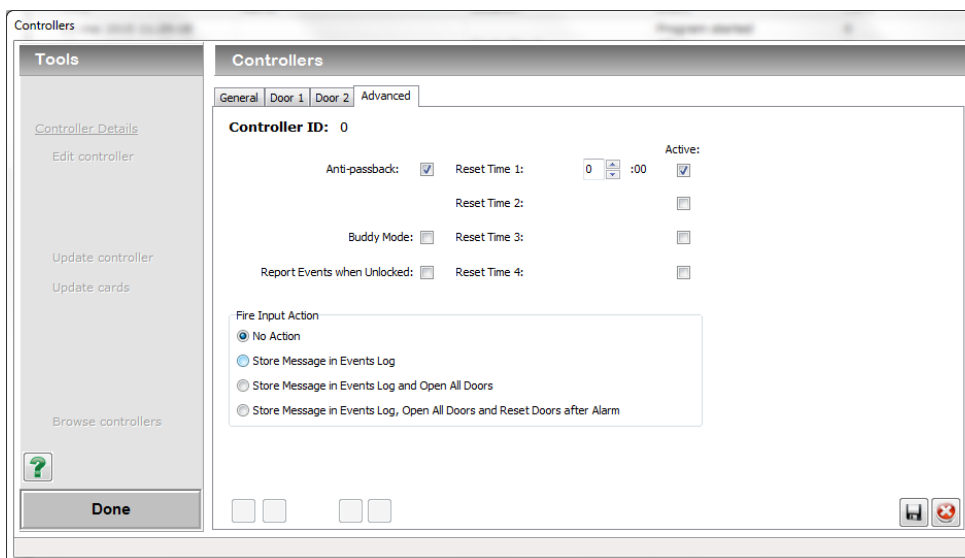 Controllers
Program started
Tools
Controllers
General Door 1 Door 2 Advanced
Controller Details
Edit controller
Update controller
Update cards
Browse controllers
Done
Controller ID: 0
Active:
Anti-passback: Reset Time 1: 0 :00
Reset Time 2:
Buddy Mode: Reset Time 3:
Report Events when Unlocked: Reset Time 4:
Fire Input Action
No Action
Store Message in Events Log
Store Message in Events Log and Open All Doors
Store Message in Events Log, Open All Doors and Reset Doors after Alarm